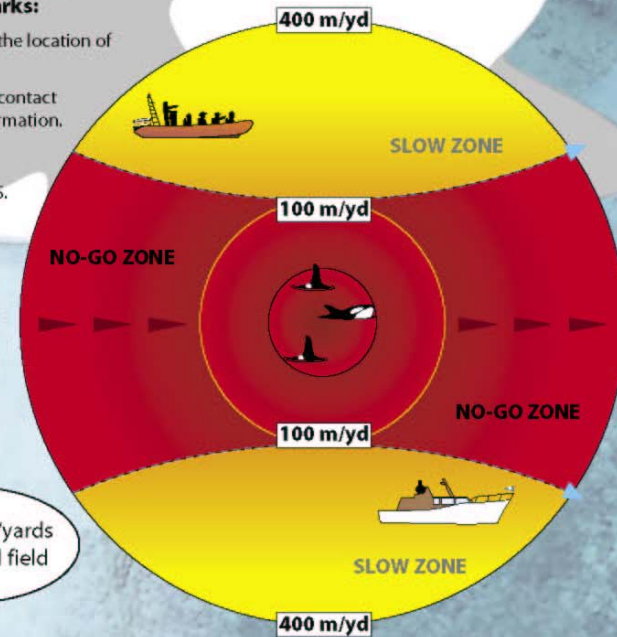 arks:
the location of
contact
rmation.
s.
400 m/yd
SLOW ZONE
100 m/yd
NO-GO ZONE
NO-GO ZONE
100 m/yd
/yards
l field
SLOW ZONE
400 m/yd